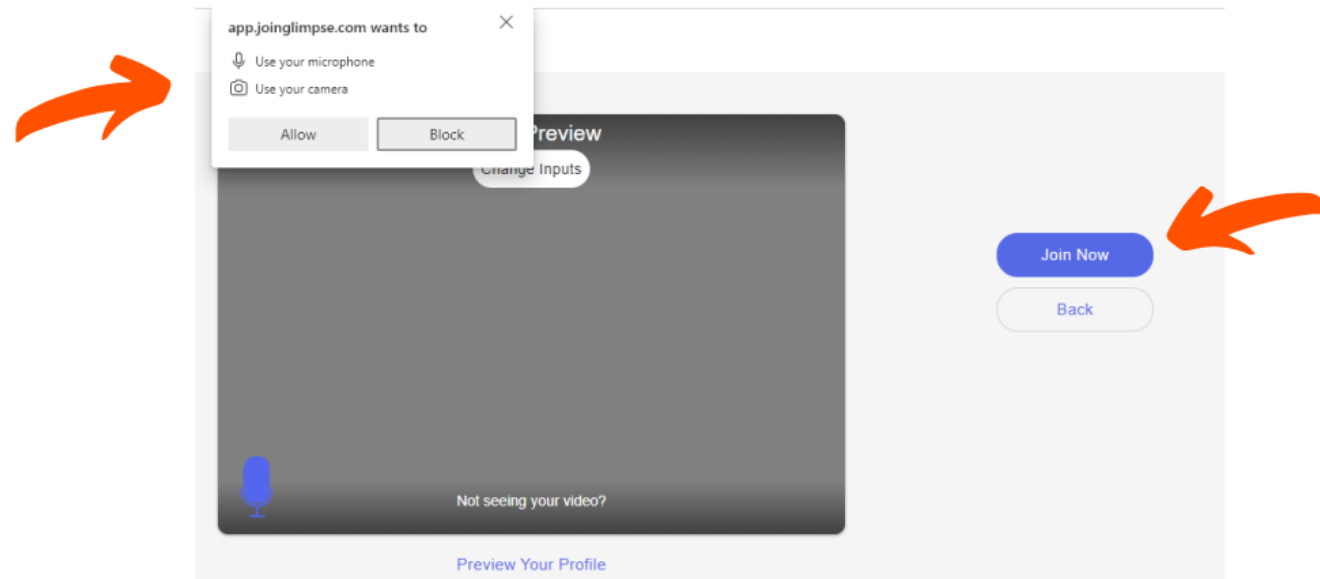 app.joinglimpse.com wants to
Use your microphone
Use your camera
Allow
Block
Preview
Change Inputs
Join Now
Back
Not seeing your video?
Preview Your Profile